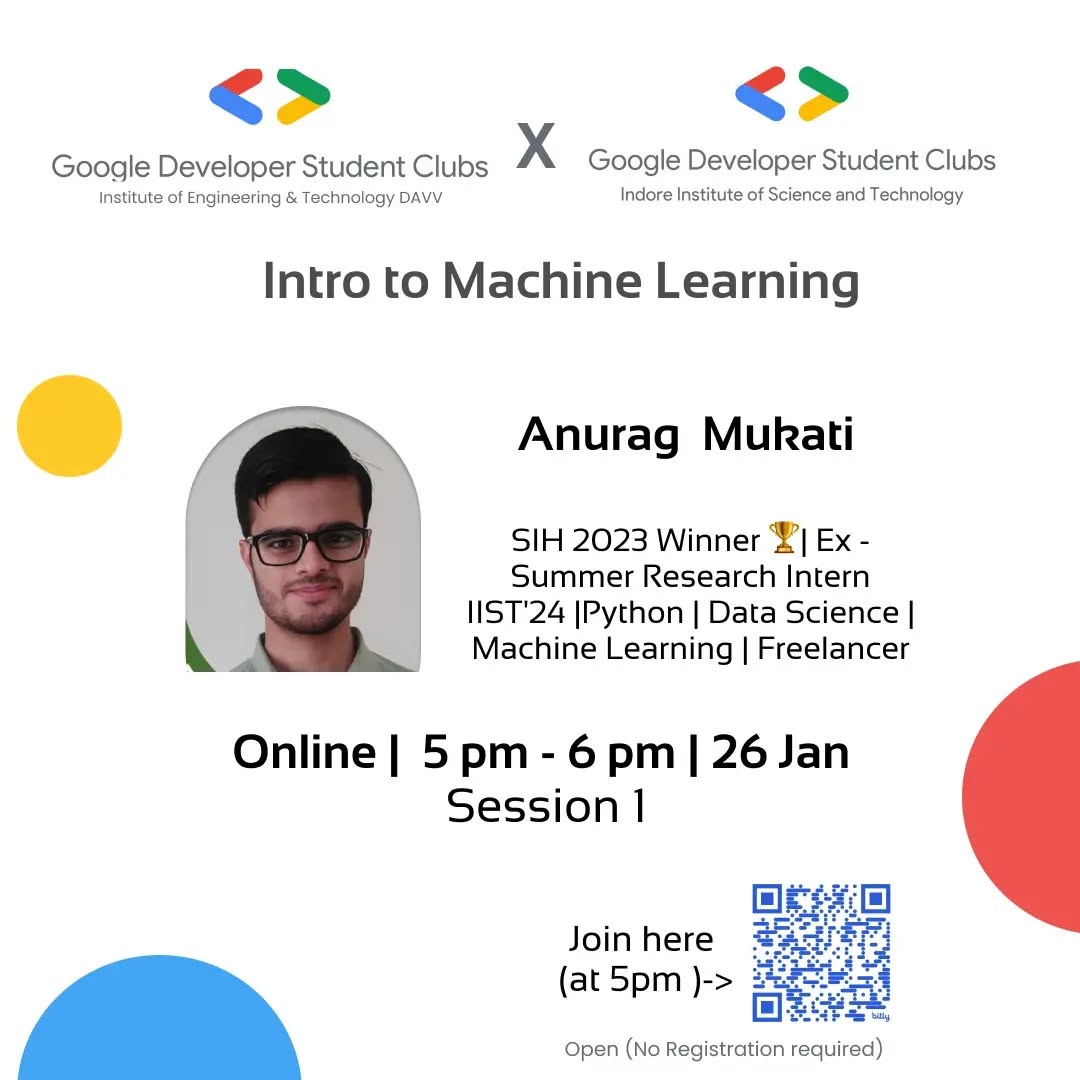 Google Developer Student Clubs
Institute of Engineering & Technology DAVV
X
Google Developer Student Clubs
Indore Institute of Science and Technology
Intro to Machine Learning
Anurag Mukati
SIH 2023 Winner 🏆| Ex -
Summer Research Intern
IIST'24 |Python | Data Science |
Machine Learning | Freelancer
Online | 5 pm - 6 pm | 26 Jan
Session 1
Join here
(at 5pm )->
bitly
Open (No Registration required)